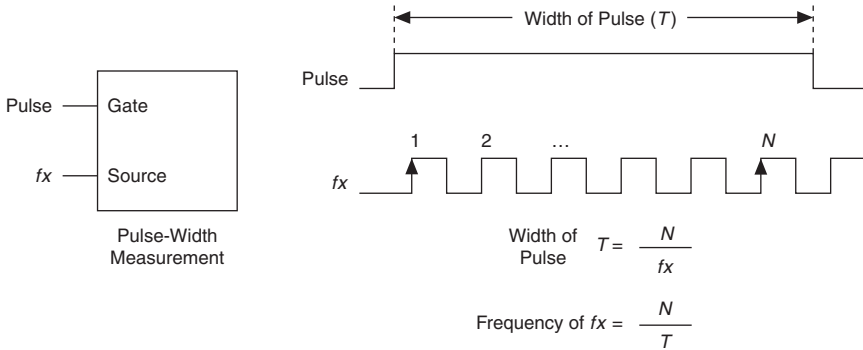 Width of Pulse (T)
Pulse
Pulse
Gate
1 2 … N
fx
Source
fx
Pulse-Width
Measurement
Width of
Pulse
T = N
fx
Frequency of fx = N
T